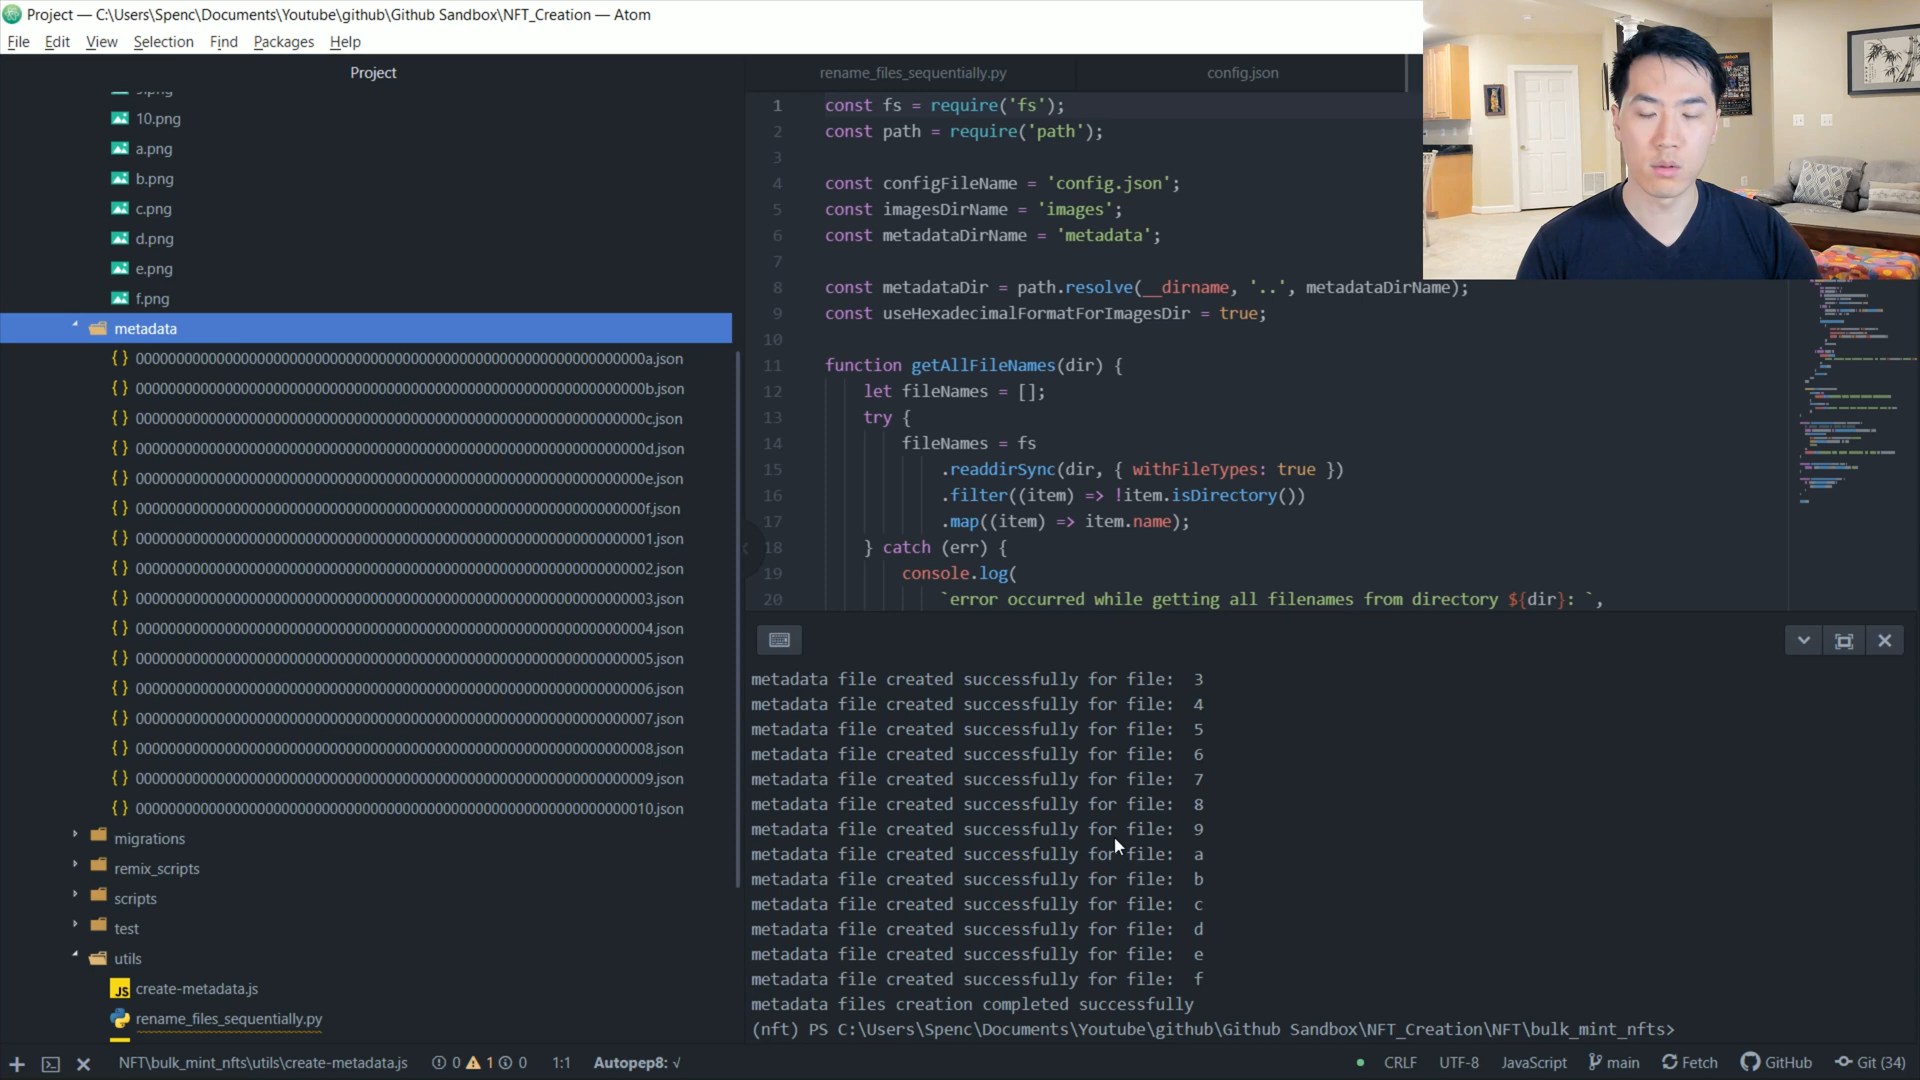 Project — C:\Users\Spenc\Documents\Youtube\github\Github Sandbox\NFT_Creation — Atom
File Edit View Selection Find Packages Help
Project
10.png
a.png
b.png
c.png
d.png
e.png
f.png
metadata
000000000000000000000000000000000000000000000000000000000000000a.json
000000000000000000000000000000000000000000000000000000000000000b.json
000000000000000000000000000000000000000000000000000000000000000c.json
000000000000000000000000000000000000000000000000000000000000000d.json
000000000000000000000000000000000000000000000000000000000000000e.json
000000000000000000000000000000000000000000000000000000000000000f.json
0000000000000000000000000000000000000000000000000000000000000001.json
0000000000000000000000000000000000000000000000000000000000000002.json
0000000000000000000000000000000000000000000000000000000000000003.json
0000000000000000000000000000000000000000000000000000000000000004.json
0000000000000000000000000000000000000000000000000000000000000005.json
0000000000000000000000000000000000000000000000000000000000000006.json
0000000000000000000000000000000000000000000000000000000000000007.json
0000000000000000000000000000000000000000000000000000000000000008.json
0000000000000000000000000000000000000000000000000000000000000009.json
0000000000000000000000000000000000000000000000000000000000000010.json
migrations
remix_scripts
scripts
test
utils
create-metadata.js
rename_files_sequentially.py
rename_files_sequentially.py config.json
1 const fs = require('fs');
2 const path = require('path');
3
4 const configFileName = 'config.json';
5 const imagesDirName = 'images';
6 const metadataDirName = 'metadata';
7
8 const metadataDir = path.resolve(__dirname, '..', metadataDirName);
9 const useHexadecimalFormatForImagesDir = true;
10
11 function getAllFileNames(dir) {
12 let fileNames = [];
13 try {
14 fileNames = fs
15 .readdirSync(dir, { withFileTypes: true })
16 .filter((item) => !item.isDirectory())
17 .map((item) => item.name);
18 } catch (err) {
19 console.log(
20 `error occurred while getting all filenames from directory ${dir}: `,
metadata file created successfully for file: 3
metadata file created successfully for file: 4
metadata file created successfully for file: 5
metadata file created successfully for file: 6
metadata file created successfully for file: 7
metadata file created successfully for file: 8
metadata file created successfully for file: 9
metadata file created successfully for file: a
metadata file created successfully for file: b
metadata file created successfully for file: c
metadata file created successfully for file: d
metadata file created successfully for file: e
metadata file created successfully for file: f
metadata files creation completed successfully
(nft) PS C:\Users\Spenc\Documents\Youtube\github\Github Sandbox\NFT_Creation\NFT\bulk_mint_nfts>
NFT\bulk_mint_nfts\utils\create-metadata.js 0 1 0 1:1 Autopep8: √ CRLF UTF-8 JavaScript main Fetch GitHub Git (34)